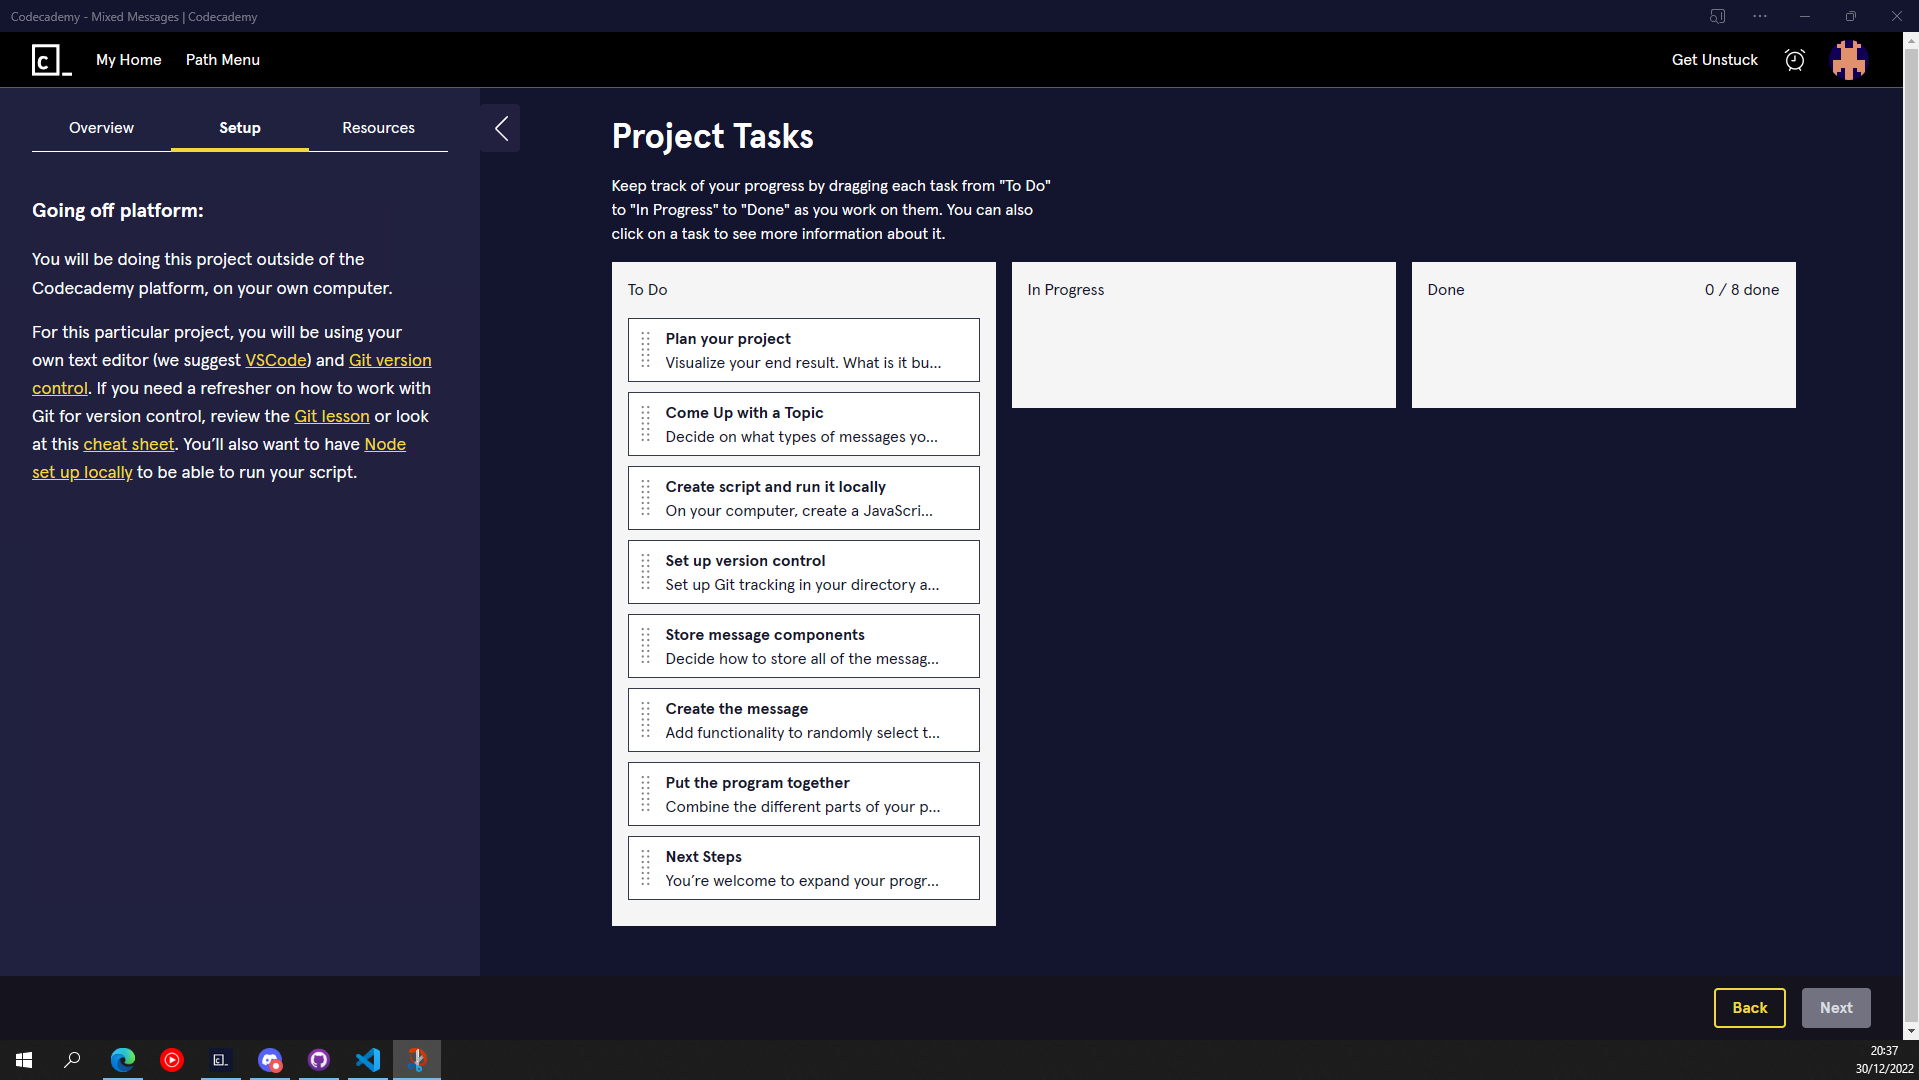 Codecademy - Mixed Messages | Codecademy
My Home
Path Menu
Get Unstuck
Overview
Setup
Resources
Going off platform:
You will be doing this project outside of the
Codecademy platform, on your own computer.
For this particular project, you will be using your
own text editor (we suggest VSCode) and Git version
control. If you need a refresher on how to work with
Git for version control, review the Git lesson or look
at this cheat sheet. You’ll also want to have Node
set up locally to be able to run your script.
Project Tasks
Keep track of your progress by dragging each task from "To Do"
to "In Progress" to "Done" as you work on them. You can also
click on a task to see more information about it.
To Do
Plan your project
Visualize your end result. What is it bu...
Come Up with a Topic
Decide on what types of messages yo...
Create script and run it locally
On your computer, create a JavaScri...
Set up version control
Set up Git tracking in your directory a...
Store message components
Decide how to store all of the messag...
Create the message
Add functionality to randomly select t...
Put the program together
Combine the different parts of your p...
Next Steps
You’re welcome to expand your progr...
In Progress
Done
0 / 8 done
Back
Next
20:37
30/12/2022